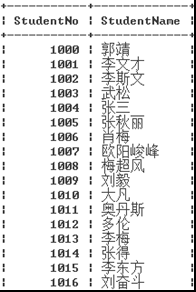 StudentNo | StudentName
1000 | 郭靖
1001 | 李文才
1002 | 李斯文
1003 | 武松
1004 | 张三
1005 | 张秋丽
1006 | 肖梅
1007 | 欧阳峻峰
1008 | 梅超风
1009 | 刘毅
1010 | 大凡
1011 | 奥丹斯
1012 | 多伦
1013 | 李梅
1014 | 张得
1015 | 李东方
1016 | 刘奋斗